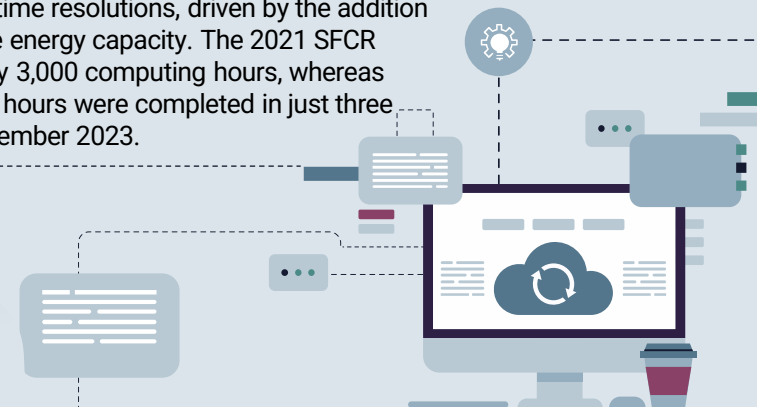 time resolutions, driven by the addition
energy capacity. The 2021 SFCR
3,000 computing hours, whereas
hours were completed in just three
ember 2023.